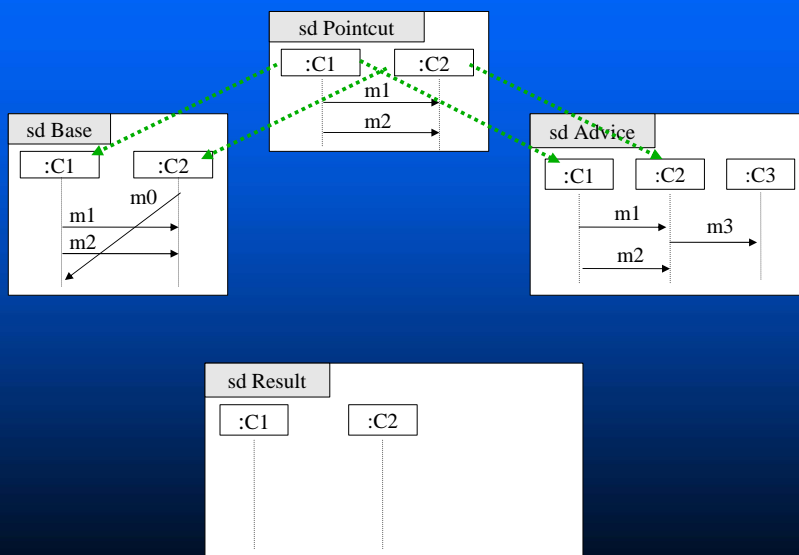 sd Pointcut
:C1
:C2
m1
m2
sd Base
:C1
:C2
m0
m1
m2
sd Advice
:C1
:C2
:C3
m1
m3
m2
sd Result
:C1
:C2